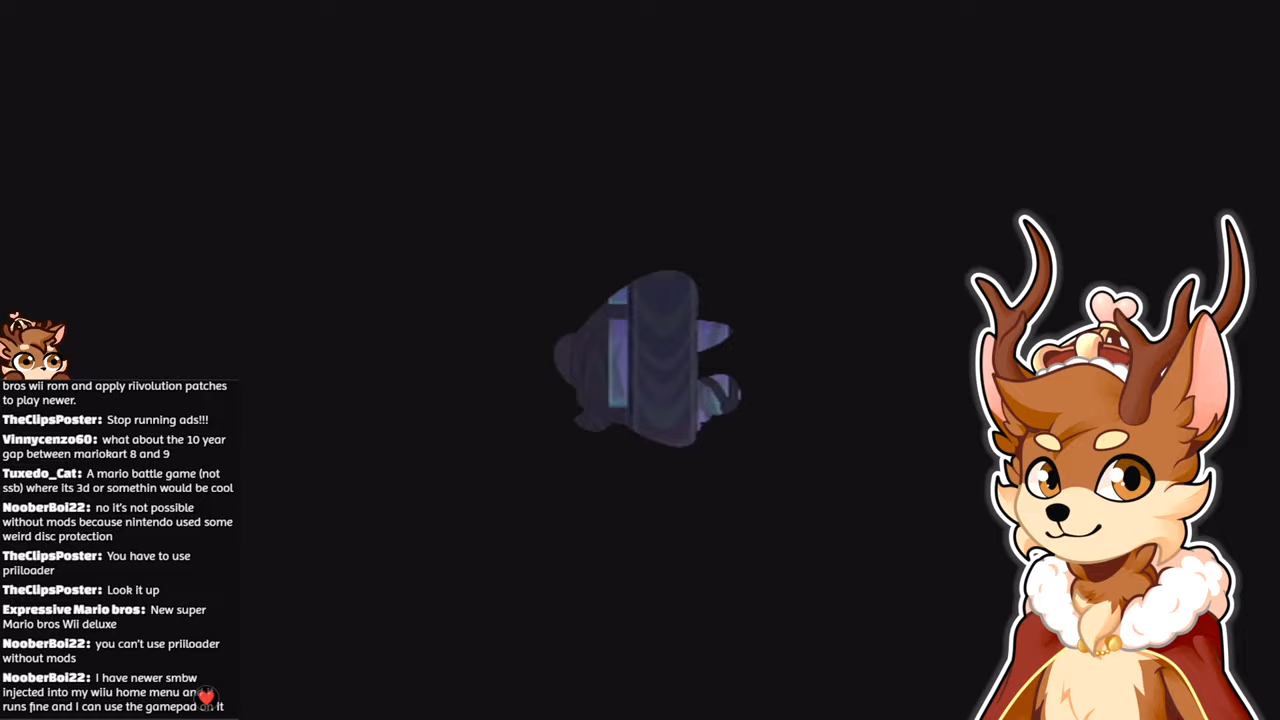 bros wii rom and apply riivolution patches
to play newer.
TheClipsPoster: Stop running ads!!!
Vinnycenzo60: what about the 10 year
gap between mariokart 8 and 9
Tuxedo_Cat: A mario battle game (not
ssb) where its 3d or somethin would be cool
NooberBoi22: no it's not possible
without mods because nintendo used some
weird disc protection
TheClipsPoster: You have to use
priiloader
TheClipsPoster: Look it up
Expressive Mario bros: New super
Mario bros Wii deluxe
NooberBoi22: you can't use priiloader
without mods
NooberBoi22: I have newer smbw
injected into my wiiu home menu
runs fine and I can use the gamepad on it